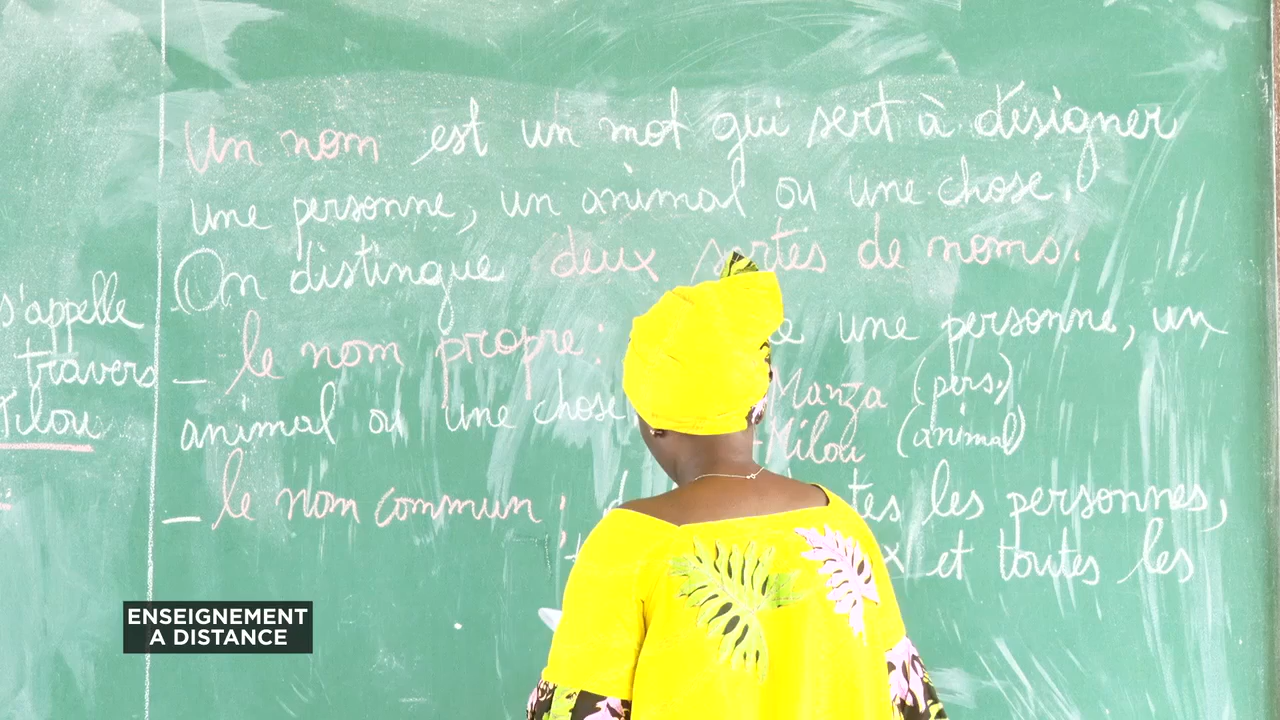 Un nom est un mot qui sert à désigner
une personne, un animal ou une chose.
On distingue deux sortes de noms.
_ le nom propre : une personne, un
animal ou une chose Manza (pers.)
-Milou (animal)
_ le nom commun : les personnes,
et toutes les
s'appelle
travers
Tilou
ENSEIGNEMENT
A DISTANCE